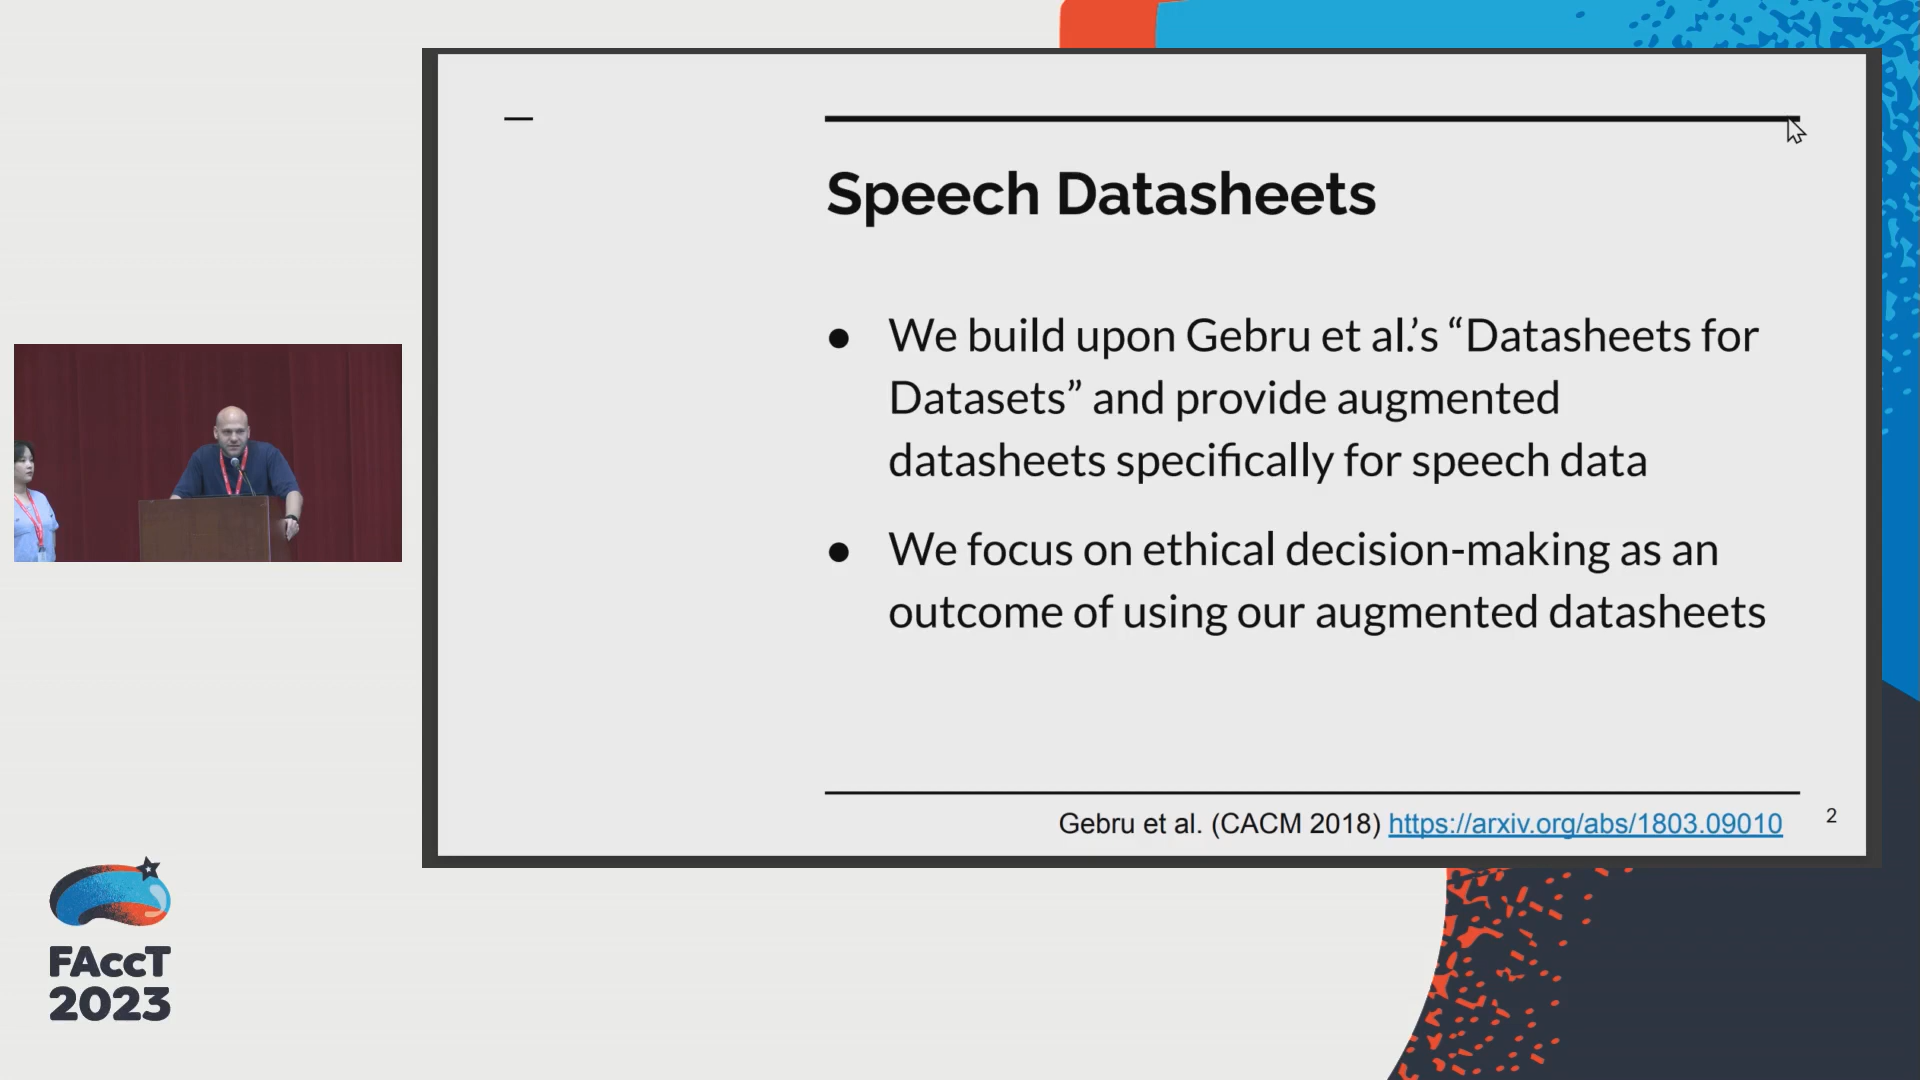 Speech Datasheets
● We build upon Gebru et al.’s “Datasheets for
Datasets” and provide augmented
datasheets specifically for speech data
● We focus on ethical decision-making as an
outcome of using our augmented datasheets
Gebru et al. (CACM 2018) https://arxiv.org/abs/1803.09010
2
FAccT
2023